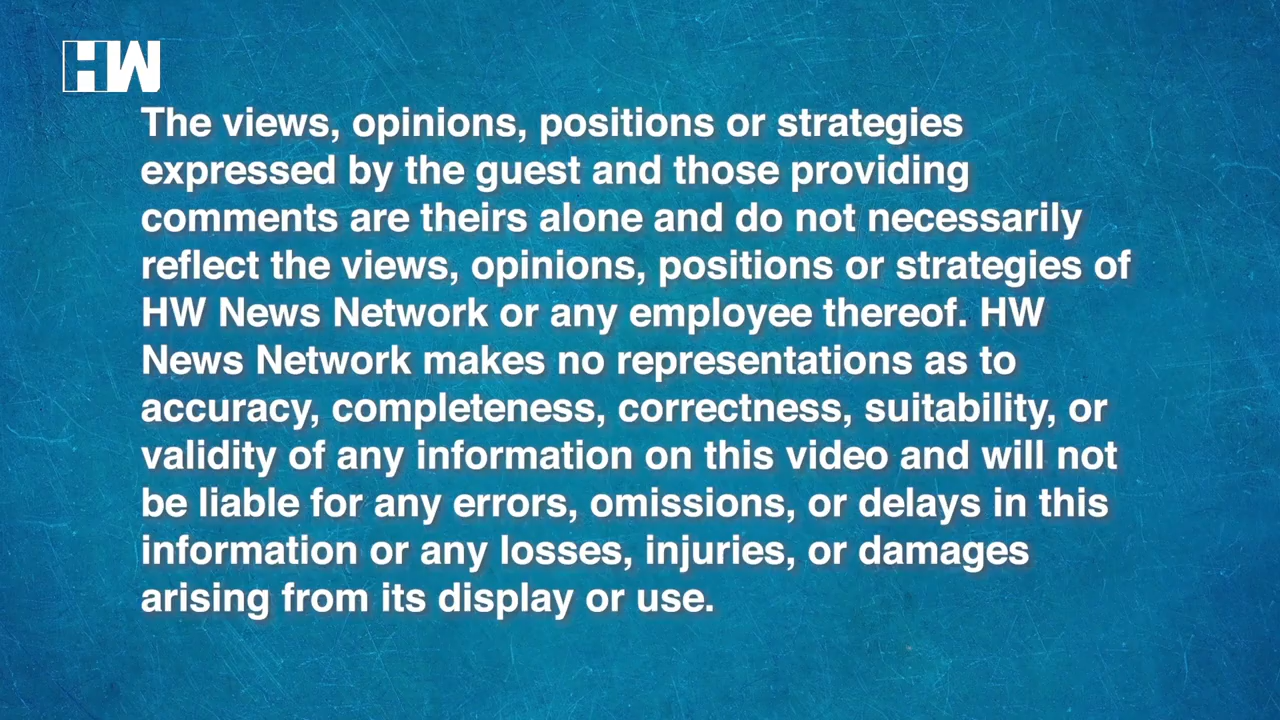 HW
The views, opinions, positions or strategies
expressed by the guest and those providing
comments are theirs alone and do not necessarily
reflect the views, opinions, positions or strategies of
HW News Network or any employee thereof. HW
News Network makes no representations as to
accuracy, completeness, correctness, suitability, or
validity of any information on this video and will not
be liable for any errors, omissions, or delays in this
information or any losses, injuries, or damages
arising from its display or use.